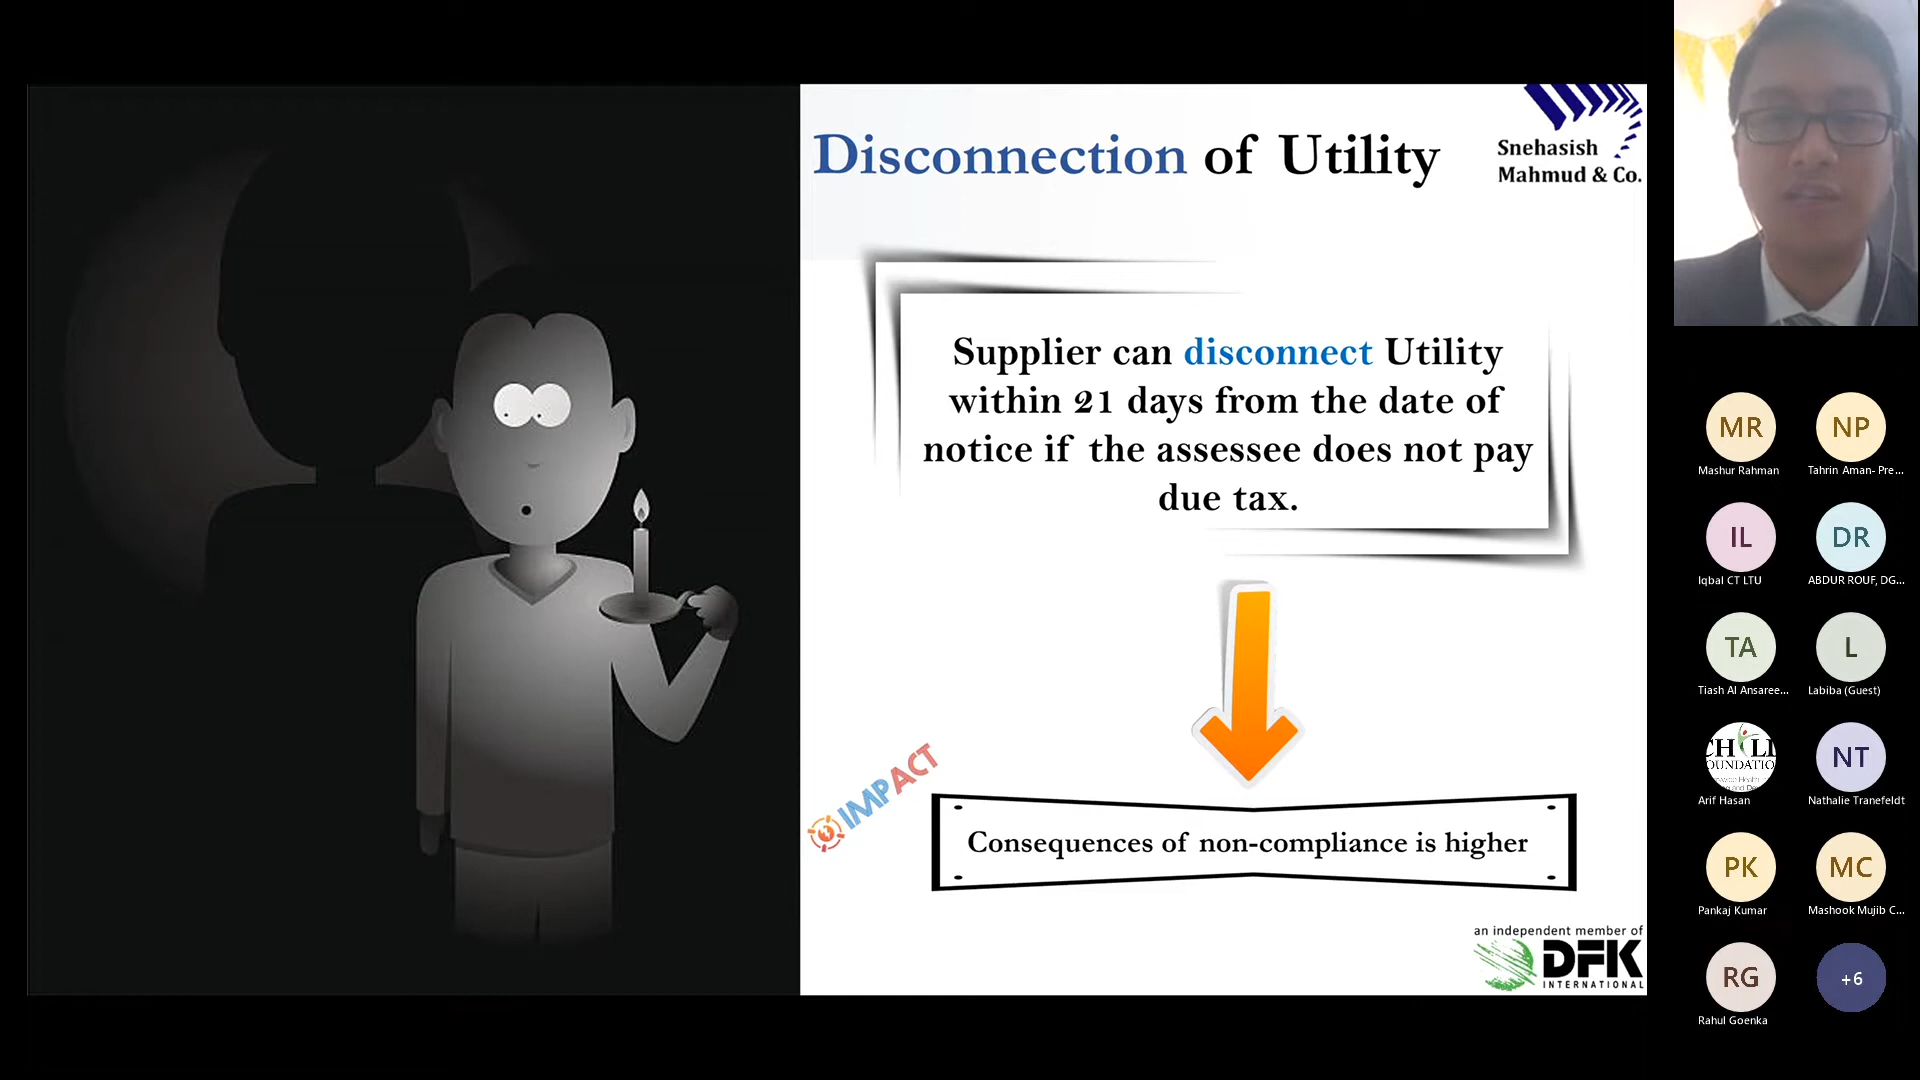 Disconnection of Utility
Snehasish
Mahmud & Co.
Supplier can disconnect Utility
within 21 days from the date of
notice if the assessee does not pay
due tax.
IMPACT
Consequences of non-compliance is higher
an independent member of
DFK
INTERNATIONAL
MR
Mashur Rahman
NP
Tahrin Aman- Pre...
IL
Iqbal CT LTU
DR
ABDUR ROUF, DG...
TA
Tiash Al Ansaree...
L
Labiba (Guest)
Arif Hasan
NT
Nathalie Tranefeldt
PK
Pankaj Kumar
MC
Mashook Mujib C...
RG
Rahul Goenka
+6